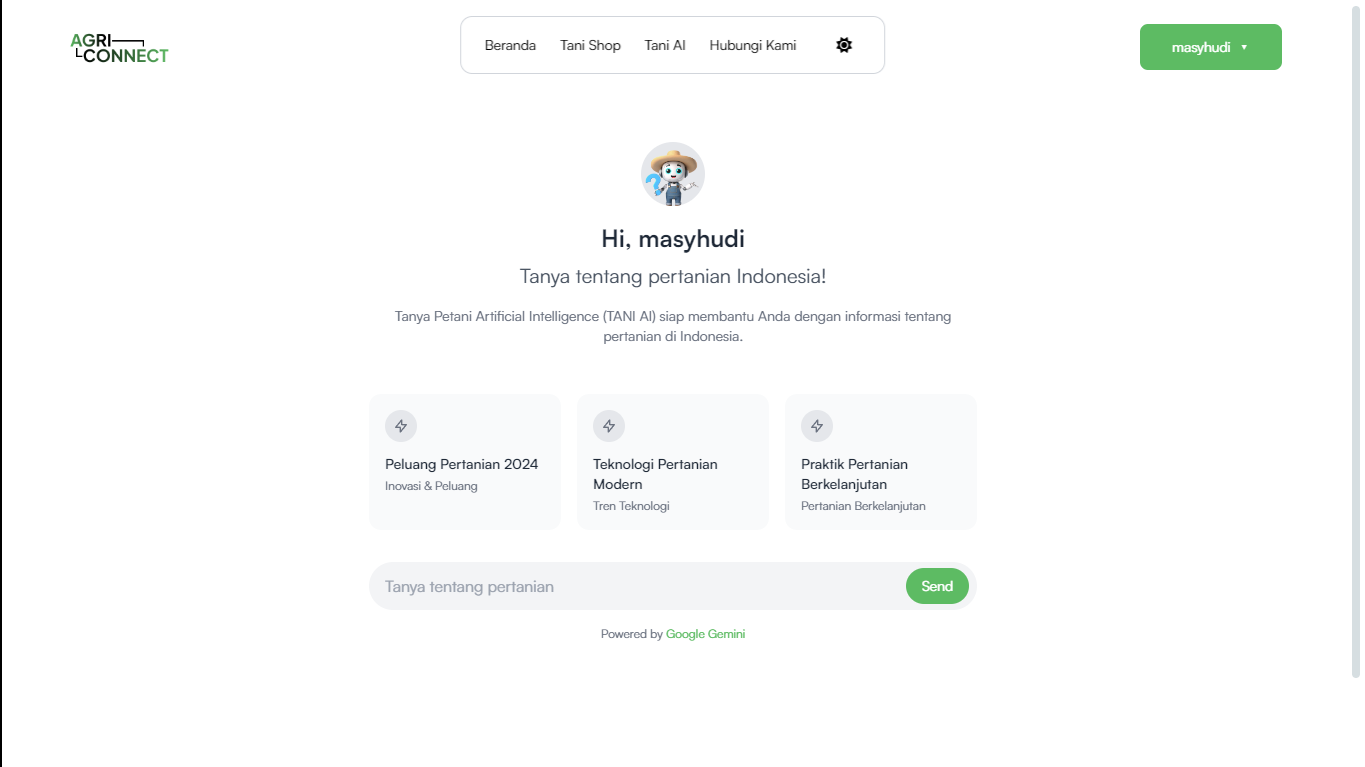 AGRI
CONNECT
Beranda
Tani Shop
Tani AI
Hubungi Kami
masyhudi
Hi, masyhudi
Tanya tentang pertanian Indonesia!
Tanya Petani Artificial Intelligence (TANI AI) siap membantu Anda dengan informasi tentang
pertanian di Indonesia.
Peluang Pertanian 2024
Inovasi & Peluang
Teknologi Pertanian
Modern
Tren Teknologi
Praktik Pertanian
Berkelanjutan
Pertanian Berkelanjutan
Tanya tentang pertanian
Send
Powered by Google Gemini